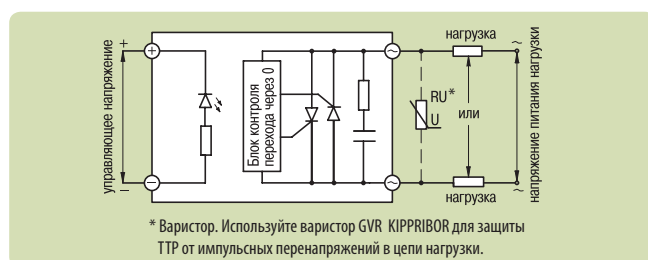 управляющее напряжение
+
−
+
−
Блок контроля
перехода через 0
~
~
RU*
U
нагрузка
или
нагрузка
~
~
напряжение питания нагрузки
* Варистор. Используйте варистор GVR KIPPRIBOR для защиты
ТТР от импульсных перенапряжений в цепи нагрузки.